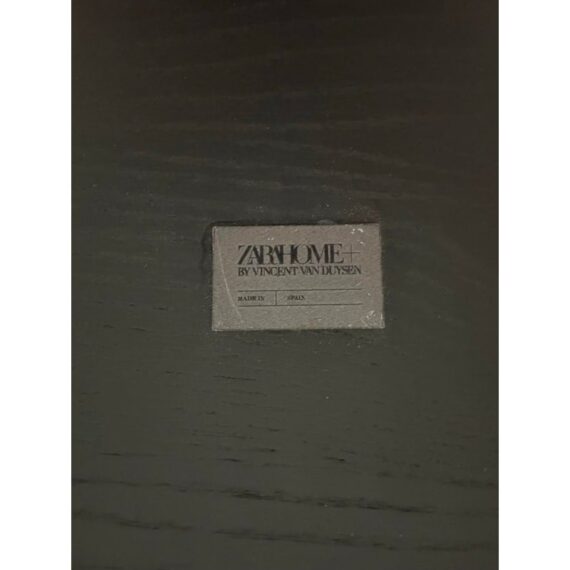 ZARAHOME+
BY VINCENT VAN DUYSEN
MADE IN SPAIN